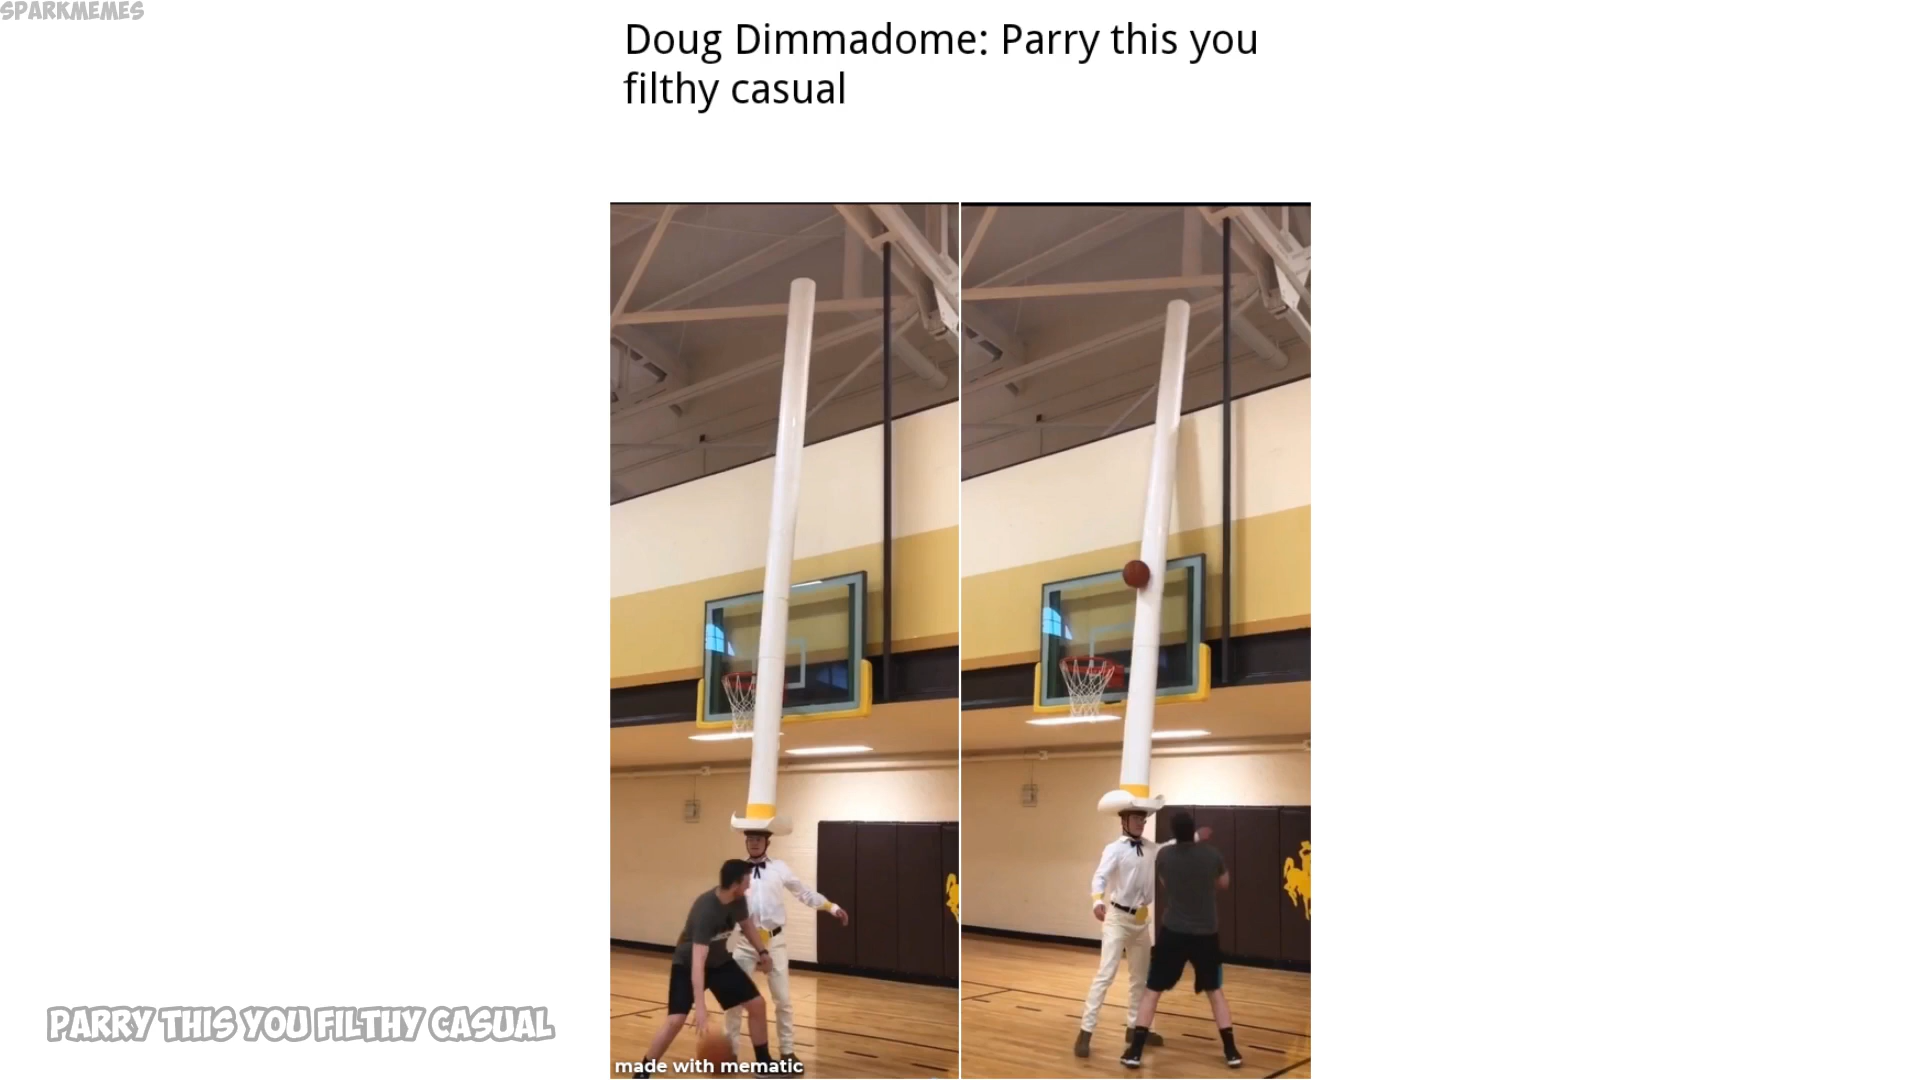 SPARKMEMES
Doug Dimmadome: Parry this you
filthy casual
PARRY THIS YOU FILTHY CASUAL
made with mematic